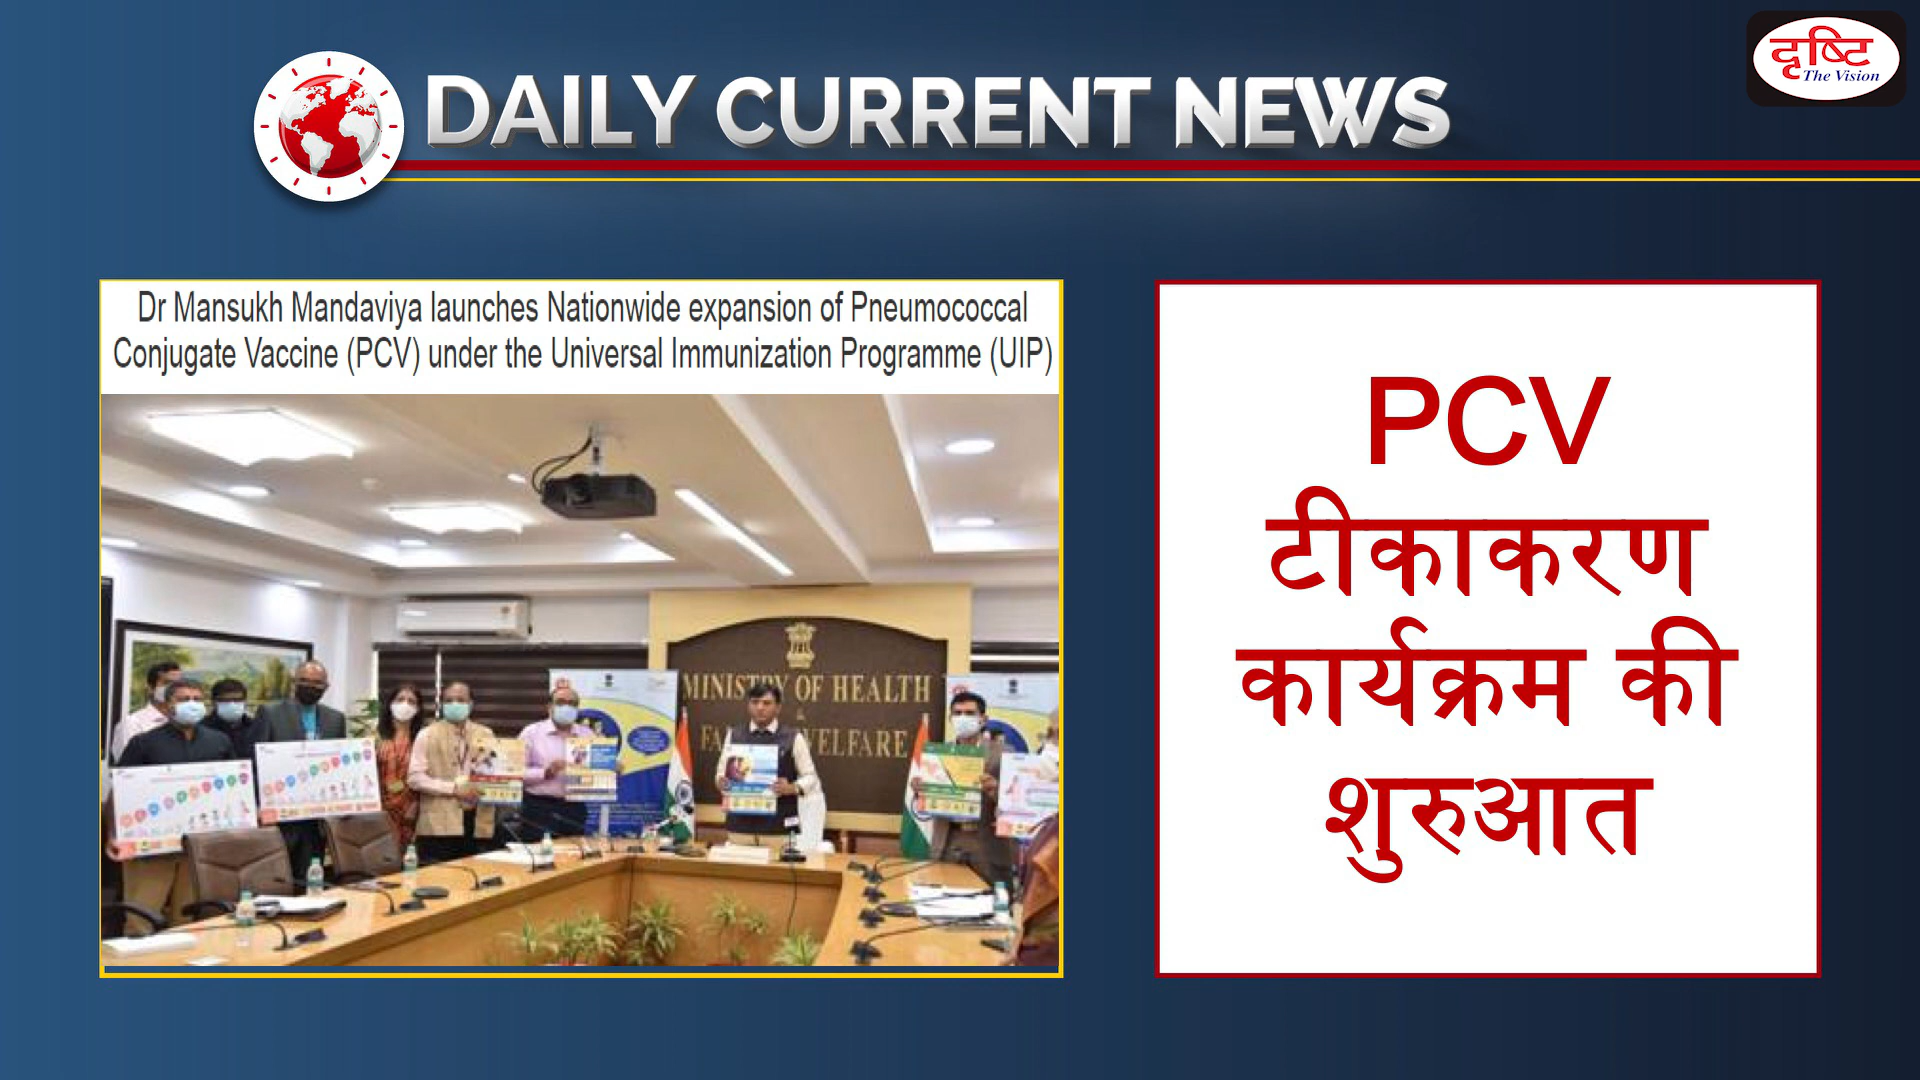 DAILY CURRENT NEWS
दृष्टि
The Vision
Dr Mansukh Mandaviya launches Nationwide expansion of Pneumococcal
Conjugate Vaccine (PCV) under the Universal Immunization Programme (UIP)
MINISTRY OF HEALTH
&
WELFARE
PCV
टीकाकरण
कार्यक्रम की
शुरुआत